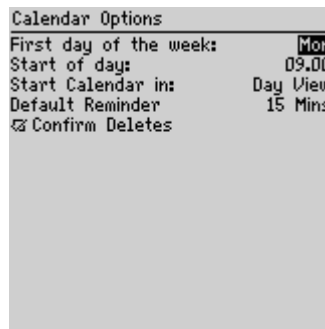 Calendar Options
First day of the week: Mon
Start of day: 09.00
Start Calendar in: Day View
Default Reminder 15 Mins
Confirm Deletes